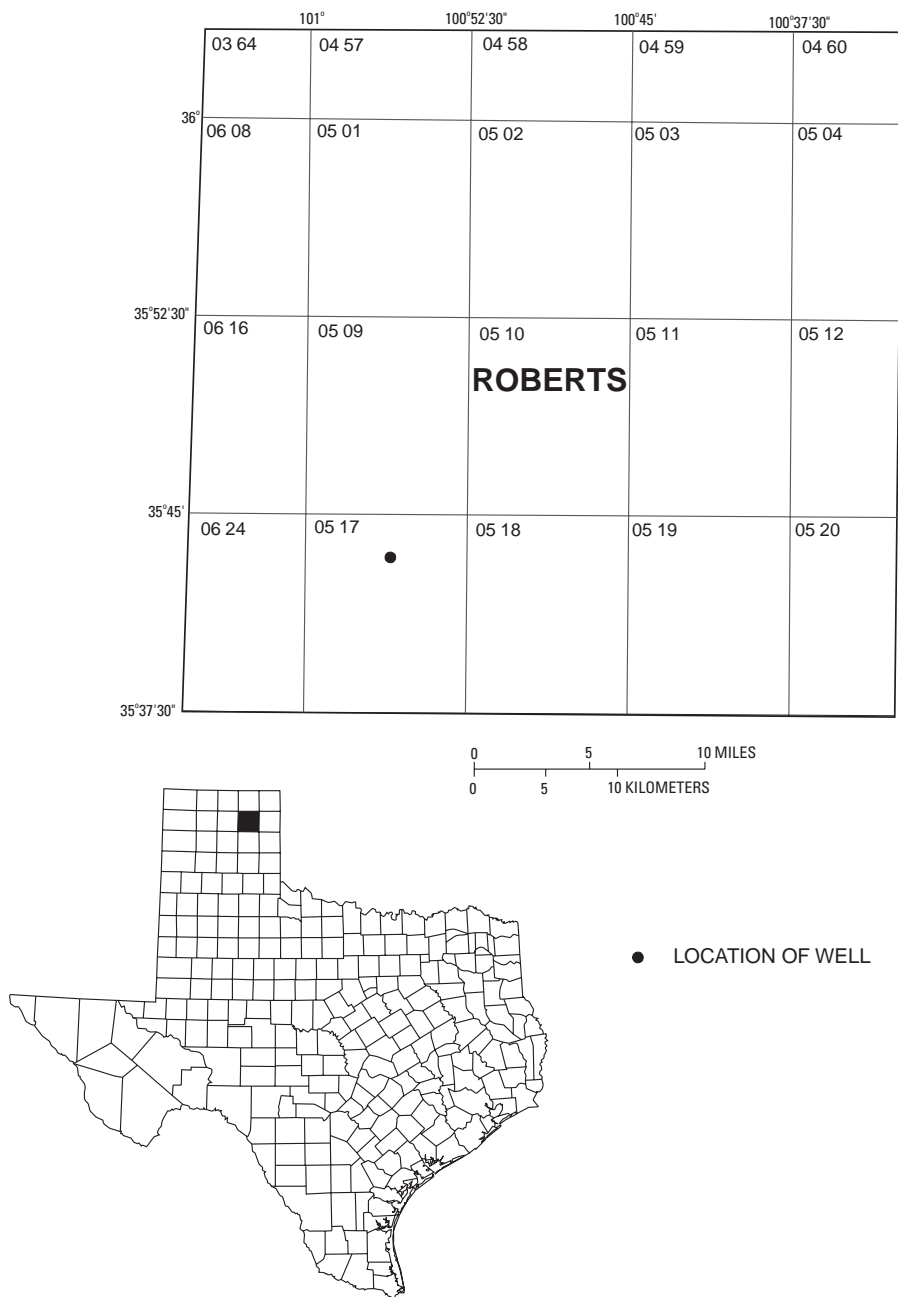 101° 100°52'30" 100°45' 100°37'30"
03 64 04 57 04 58 04 59 04 60
36°
06 08 05 01 05 02 05 03 05 04
35°52'30"
06 16 05 09 05 10 05 11 05 12
ROBERTS
35°45'
06 24 05 17 05 18 05 19 05 20
35°37'30"
0 5 10 MILES
0 5 10 KILOMETERS
LOCATION OF WELL